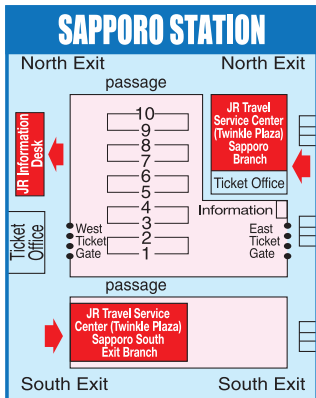 SAPPORO STATION
North Exit
North Exit
passage
JR Information
Desk
10
9
8
7
6
5
4
3
2
1
JR Travel
Service Center
(Twinkle Plaza)
Sapporo
Branch
Ticket Office
Information
Ticket
Office
West
Ticket
Gate
East
Ticket
Gate
passage
JR Travel Service
Center (Twinkle Plaza)
Sapporo South
Exit Branch
South Exit
South Exit